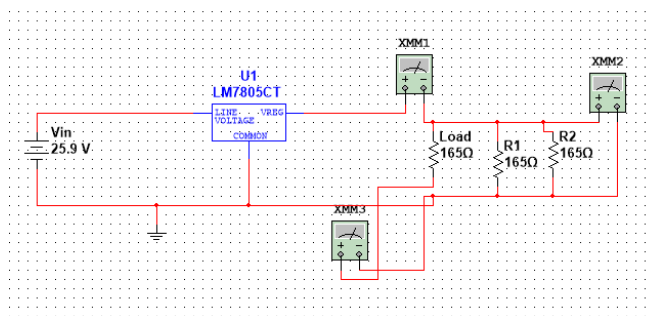 XMM1
XMM2
U1
LM7805CT
LINE VREG
VOLTAGE
COMMON
Vin
25.9 V
Load
165Ω
R1
165Ω
R2
165Ω
XMM3